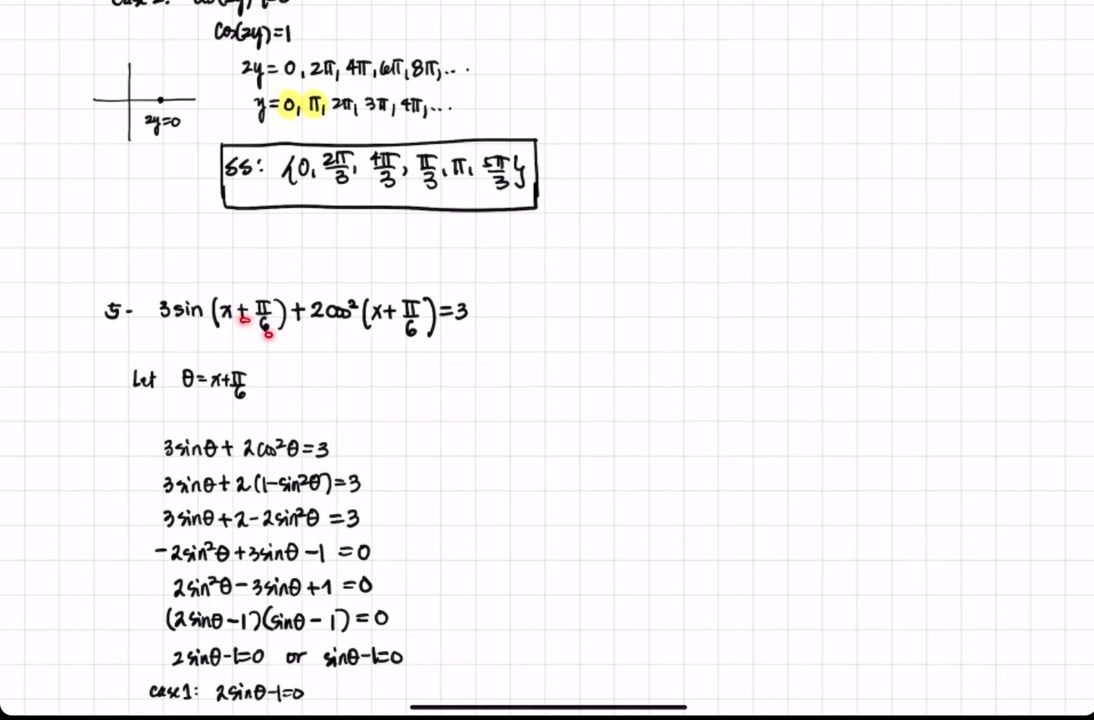 cos(2y)=1
2y = 0, 2π, 4π, 6π, 8π, ...
y = 0, π, 2π, 3π, 4π, ...
2y=0
SS: {0, 2π/3, 4π/3, π/3, π, 5π/3}
5- 3sin (x+π/6)+2cos²(x+π/6)=3
Let θ=x+π/6
3sinθ+ 2cos²θ=3
3sinθ+2(1-sin²θ)=3
3sinθ+2-2sin²θ =3
-2sin²θ+3sinθ-1 =0
2sin²θ-3sinθ+1 =0
(2sinθ-1)(sinθ-1)=0
2sinθ-1=0 or sinθ-1=0
case1: 2sinθ-1=0